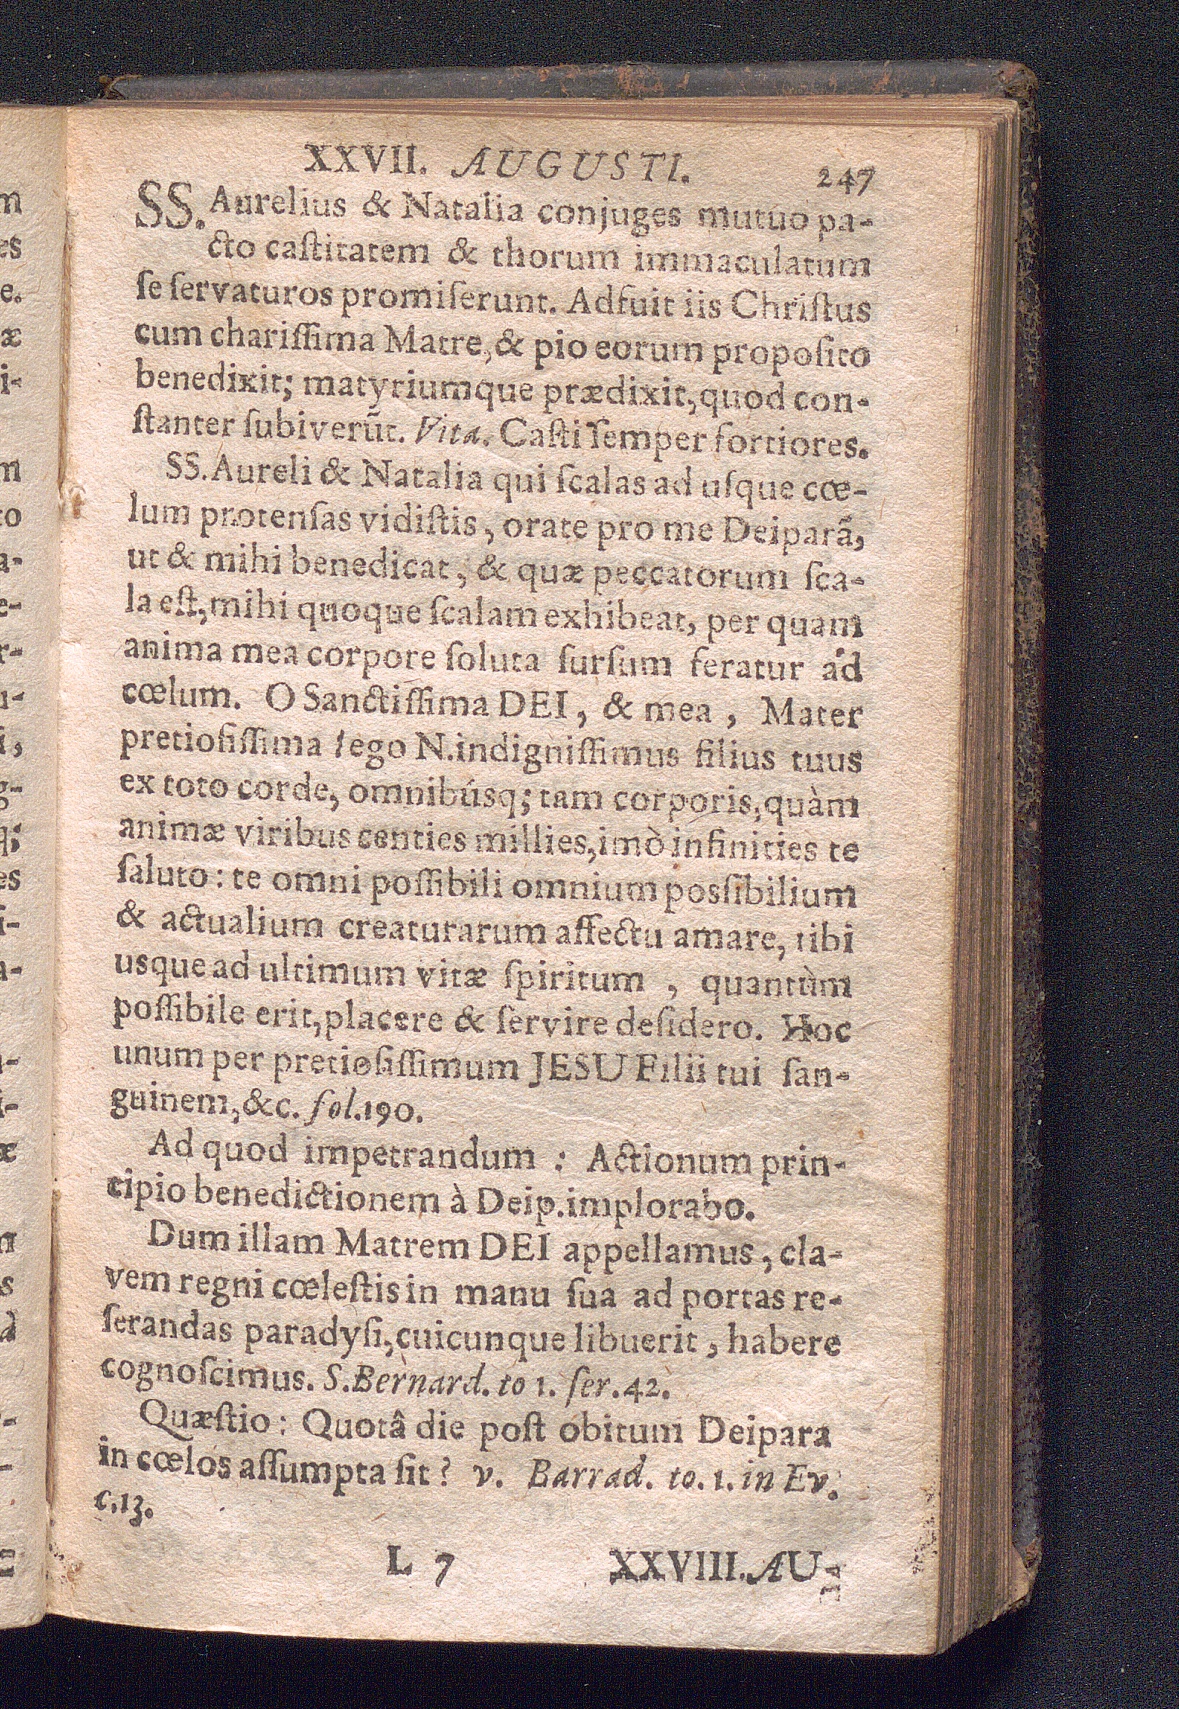 XXVII. AUGUSTI. 247
SS. Aurelius & Natalia conjuges mutuo pa-
cto caſtitatem & thorum immaculatum
ſe ſervaturos promiſerunt. Adfuit iis Chriſtus
cum chariſſima Matre, & pio eorum propoſito
benedixit; matyriumque prædixit, quod con-
ſtanter ſubiverũt. Vita. Caſti ſemper fortiores.
SS. Aureli & Natalia qui ſcalas ad uſque cœ-
lum protenſas vidiſtis, orate pro me Deiparã,
ut & mihi benedicat, & quæ peccatorum ſca-
la eſt, mihi quoque ſcalam exhibeat, per quam
anima mea corpore ſoluta ſurſum feratur ad
cœlum. O Sanctiſſima DEI, & mea, Mater
pretioſiſſima! ego N. indigniſſimus filius tuus
ex toto corde, omnibúsq; tam corporis, quàm
animæ viribus centies millies, imò infinities te
ſaluto: te omni poſſibili omnium poſſibilium
& actualium creaturarum affectu amare, tibi
usque ad ultimum vitæ ſpiritum, quantùm
poſſibile erit, placere & ſervire deſidero. Hoc
unum per pretioſiſſimum JESU Filii tui ſan-
guinem, &c. fol. 190.
Ad quod impetrandum: Actionum prin-
cipio benedictionem à Deip. implorabo.
Dum illam Matrem DEI appellamus, cla-
vem regni cœleſtis in manu ſua ad portas re-
ſerandas paradyſi, cuicunque libuerit, habere
cognoſcimus. S. Bernard. to 1. ſer. 42.
Quæſtio: Quotâ die poſt obitum Deipara
in cœlos aſſumpta ſit? v. Barrad. to. 1. in Ev.
c. 13.
L 7 XXVIII. AU-